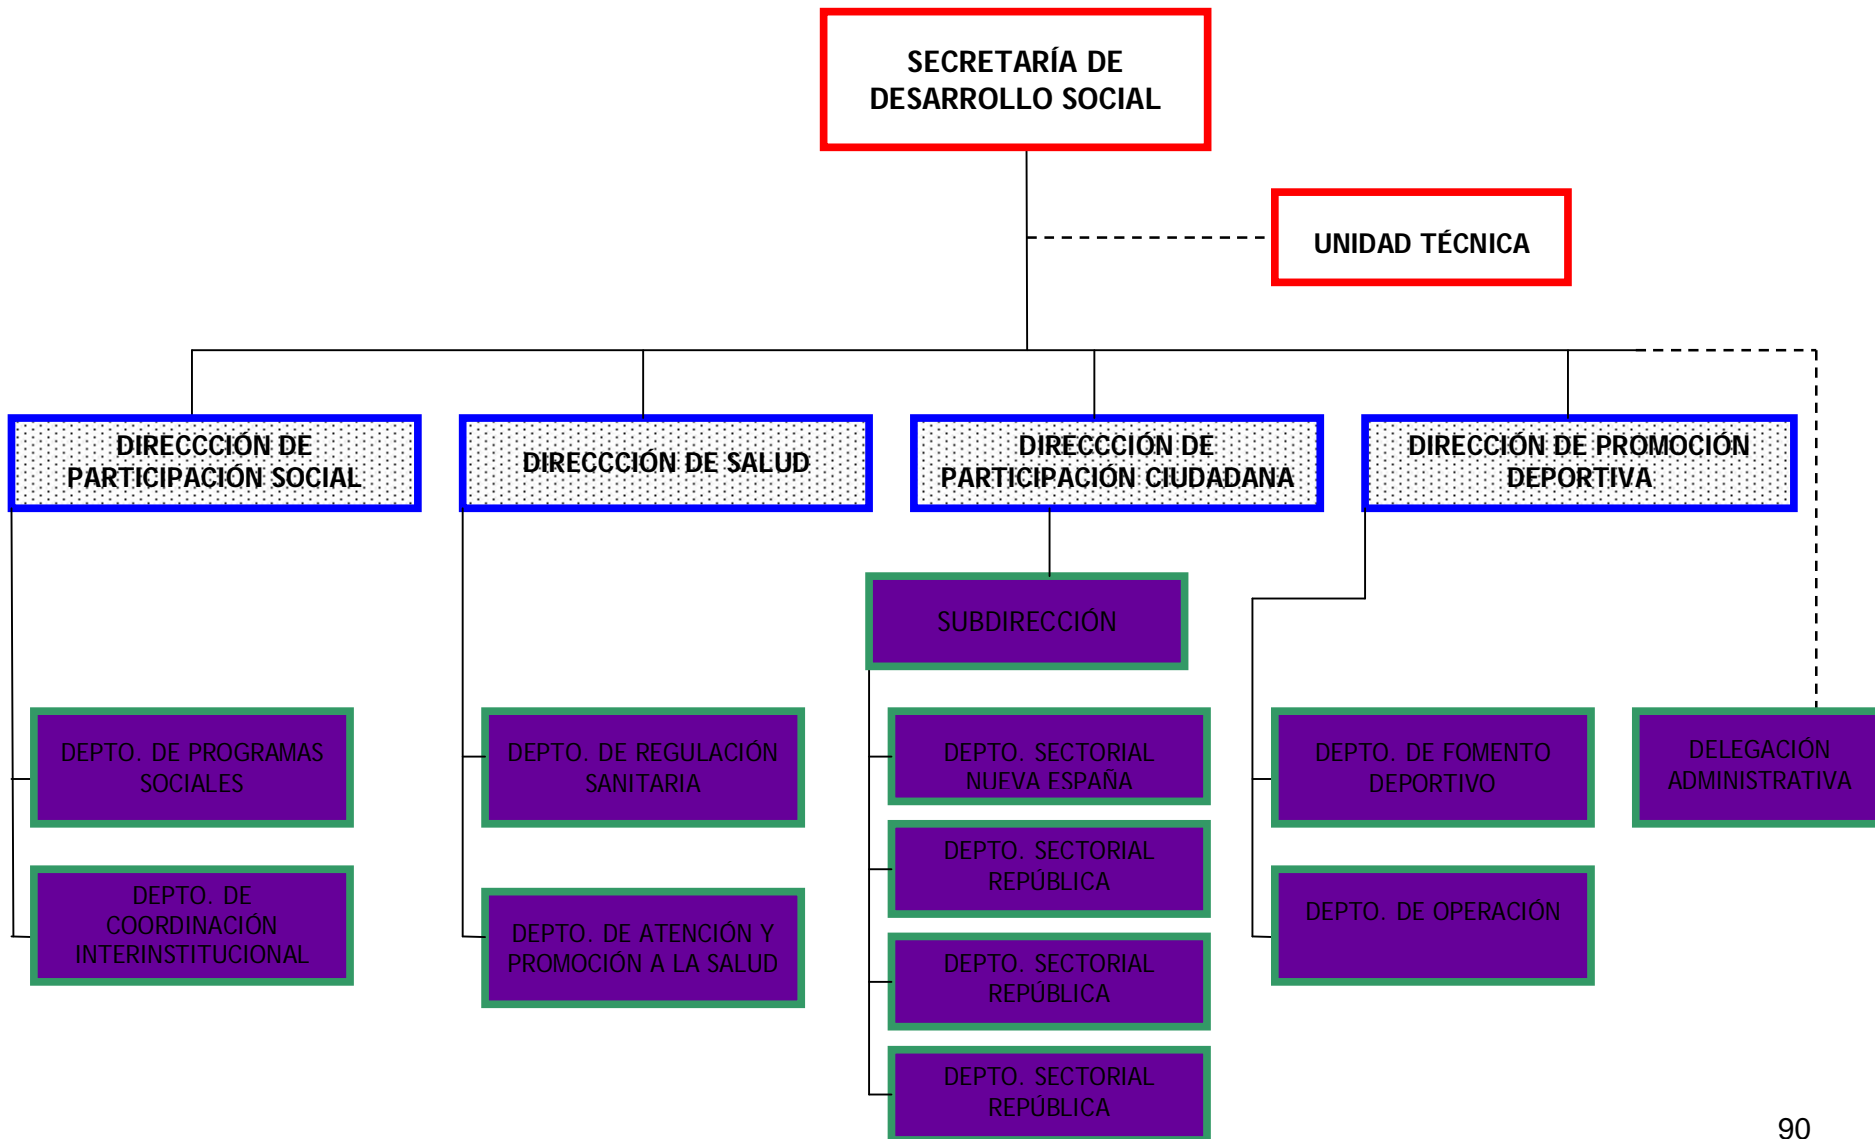 SECRETARÍA DE
DESARROLLO SOCIAL
UNIDAD TÉCNICA
DIRECCCIÓN DE
PARTICIPACIÓN SOCIAL
DIRECCCIÓN DE SALUD
DIRECCCIÓN DE
PARTICIPACIÓN CIUDADANA
DIRECCIÓN DE PROMOCIÓN
DEPORTIVA
SUBDIRECCIÓN
DEPTO. DE PROGRAMAS
SOCIALES
DEPTO. DE REGULACIÓN
SANITARIA
DEPTO. SECTORIAL
NUEVA ESPAÑA
DEPTO. DE FOMENTO
DEPORTIVO
DELEGACIÓN
ADMINISTRATIVA
DEPTO. DE
COORDINACIÓN
INTERINSTITUCIONAL
DEPTO. DE ATENCIÓN Y
PROMOCIÓN A LA SALUD
DEPTO. SECTORIAL
REPÚBLICA
DEPTO. DE OPERACIÓN
DEPTO. SECTORIAL
REPÚBLICA
DEPTO. SECTORIAL
REPÚBLICA
90